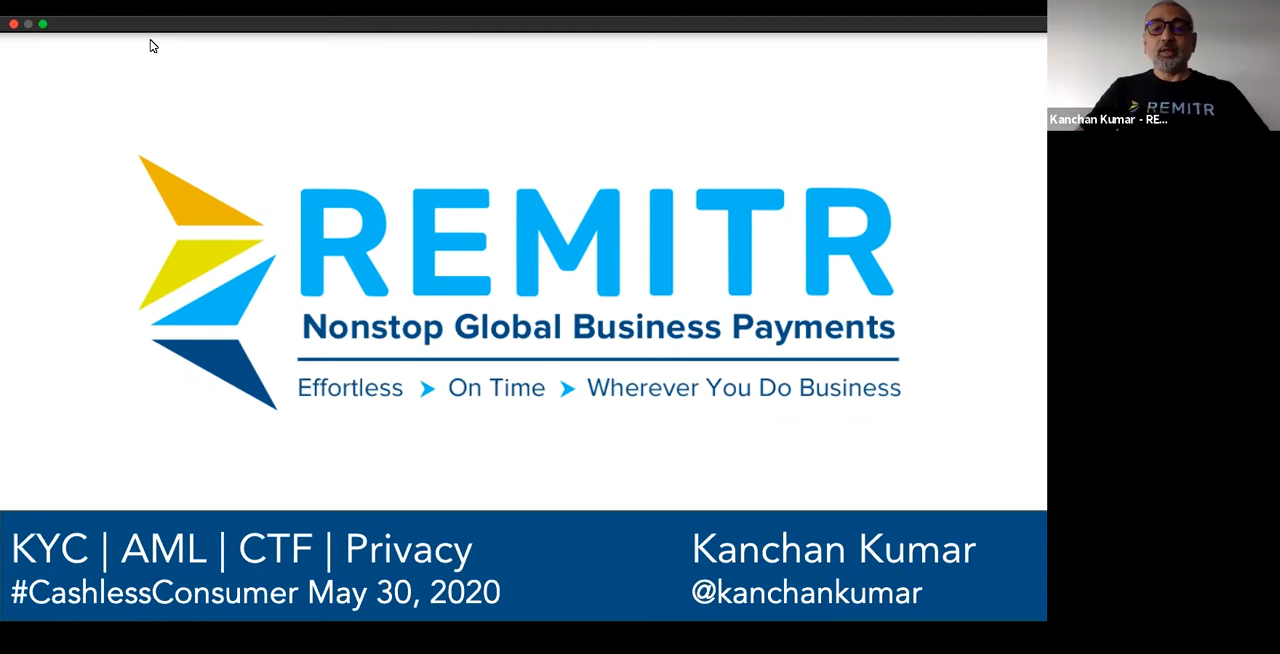 REMITR
Nonstop Global Business Payments
Effortless ➤ On Time ➤ Wherever You Do Business
KYC | AML | CTF | Privacy
#CashlessConsumer May 30, 2020
Kanchan Kumar
@kanchankumar
REMITR
Kanchan Kumar - RE...